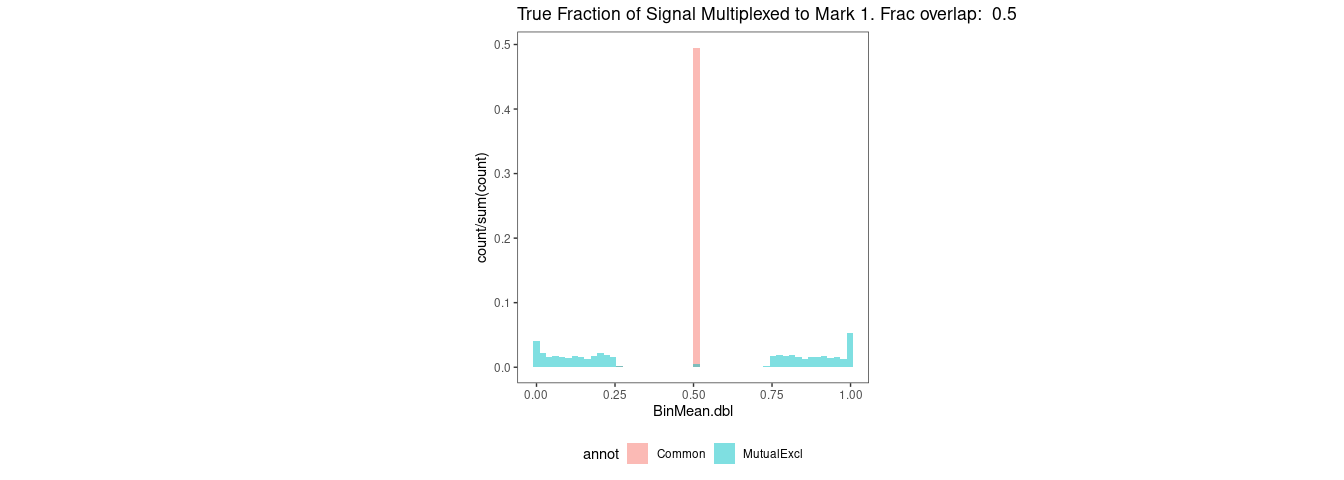 True Fraction of Signal Multiplexed to Mark 1. Frac overlap:  0.5
0.5
0.4
0.3
0.2
0.1
0.0
count/sum(count)
0.00 0.25 0.50 0.75 1.00
BinMean.dbl
annot Common MutualExcl